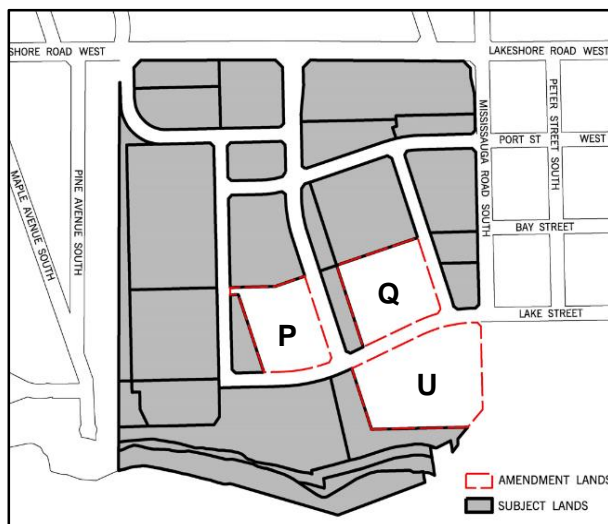 SHORE ROAD WEST
LAKESHORE ROAD WEST
MISSISSAUGA ROAD SOUTH
PETER STREET SOUTH
PORT ST
WEST
MAPLE AVENUE SOUTH
PINE AVENUE SOUTH
BAY STREET
LAKE STREET
P
Q
U
AMENDMENT LANDS
SUBJECT LANDS